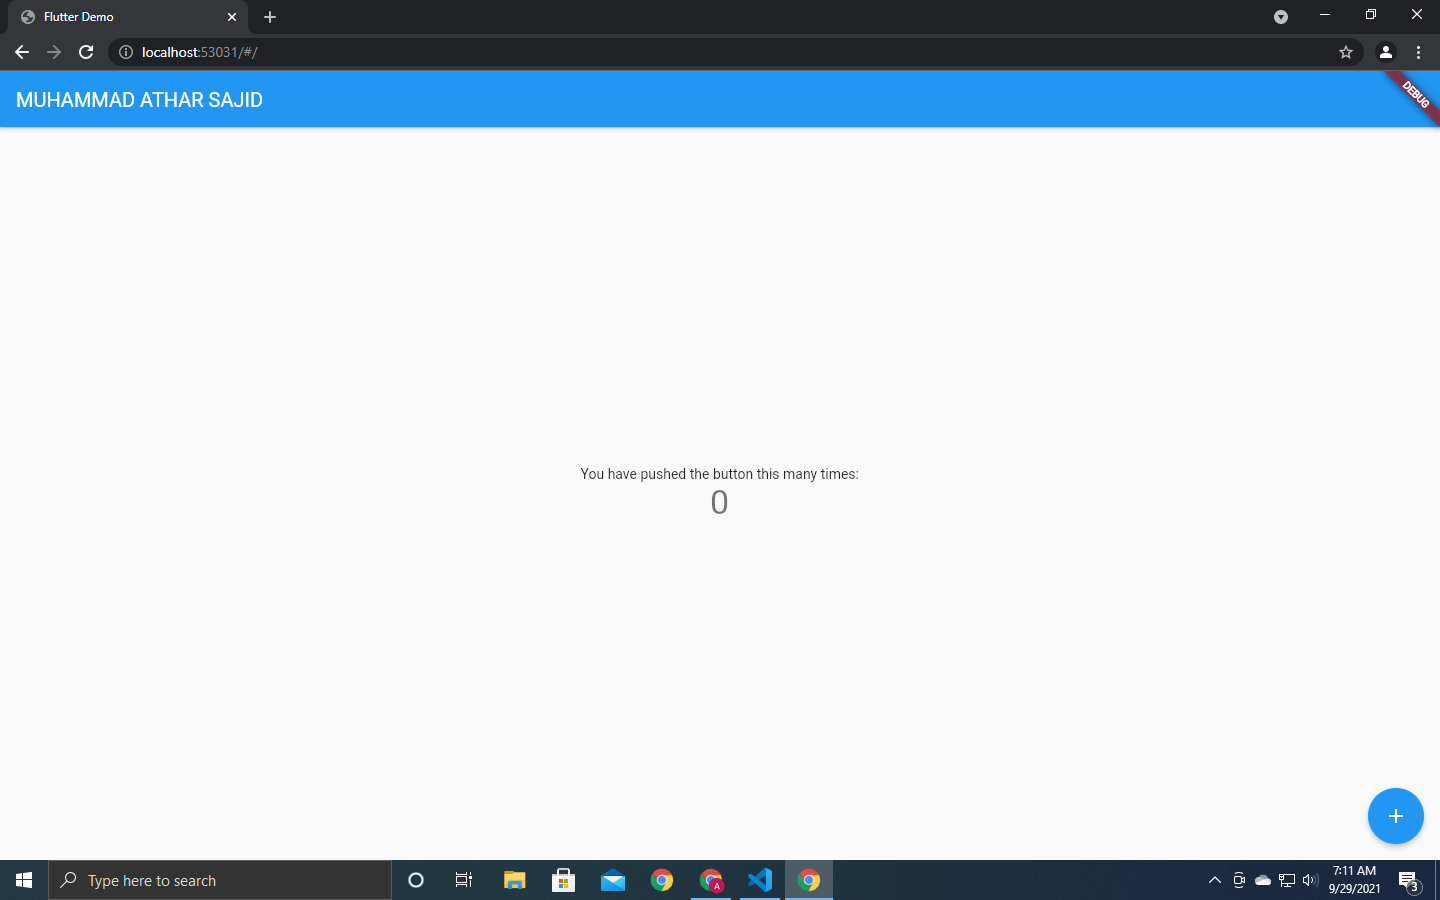 Flutter Demo
localhost:53031/#/
MUHAMMAD ATHAR SAJID
DEBUG
You have pushed the button this many times:
0
Type here to search
A
7:11 AM
9/29/2021
3